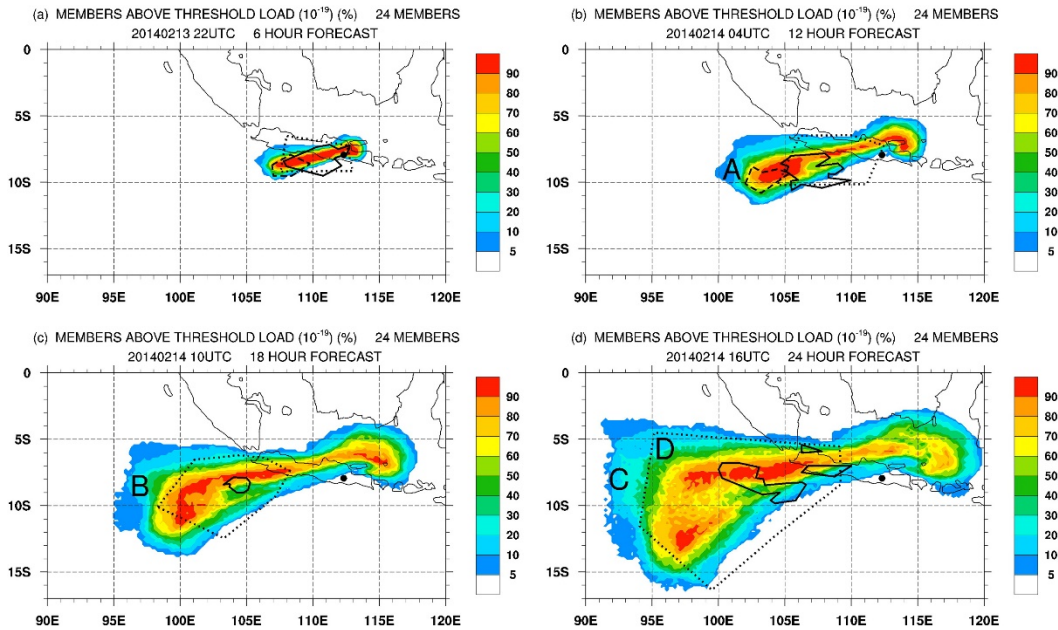 (a) MEMBERS ABOVE THRESHOLD LOAD (10⁻¹⁹) (%) 24 MEMBERS
20140213 22UTC 6 HOUR FORECAST
0
5S
10S
15S
90E 95E 100E 105E 110E 115E 120E
90
70
60
50
40
30
20
10
5
(b) MEMBERS ABOVE THRESHOLD LOAD (10⁻¹⁹) (%) 24 MEMBERS
20140214 04UTC 12 HOUR FORECAST
0
5S
A
10S
15S
90E 95E 100E 105E 110E 115E 120E
90
70
60
50
40
30
20
10
5
(c) MEMBERS ABOVE THRESHOLD LOAD (10⁻¹⁹) (%) 24 MEMBERS
20140214 10UTC 18 HOUR FORECAST
0
5S
B
10S
15S
90E 95E 100E 105E 110E 115E 120E
90
70
60
50
40
30
20
10
5
(d) MEMBERS ABOVE THRESHOLD LOAD (10⁻¹⁹) (%) 24 MEMBERS
20140214 16UTC 24 HOUR FORECAST
0
5S
D
C
10S
15S
90E 95E 100E 105E 110E 115E 120E
90
70
60
50
40
30
20
10
5